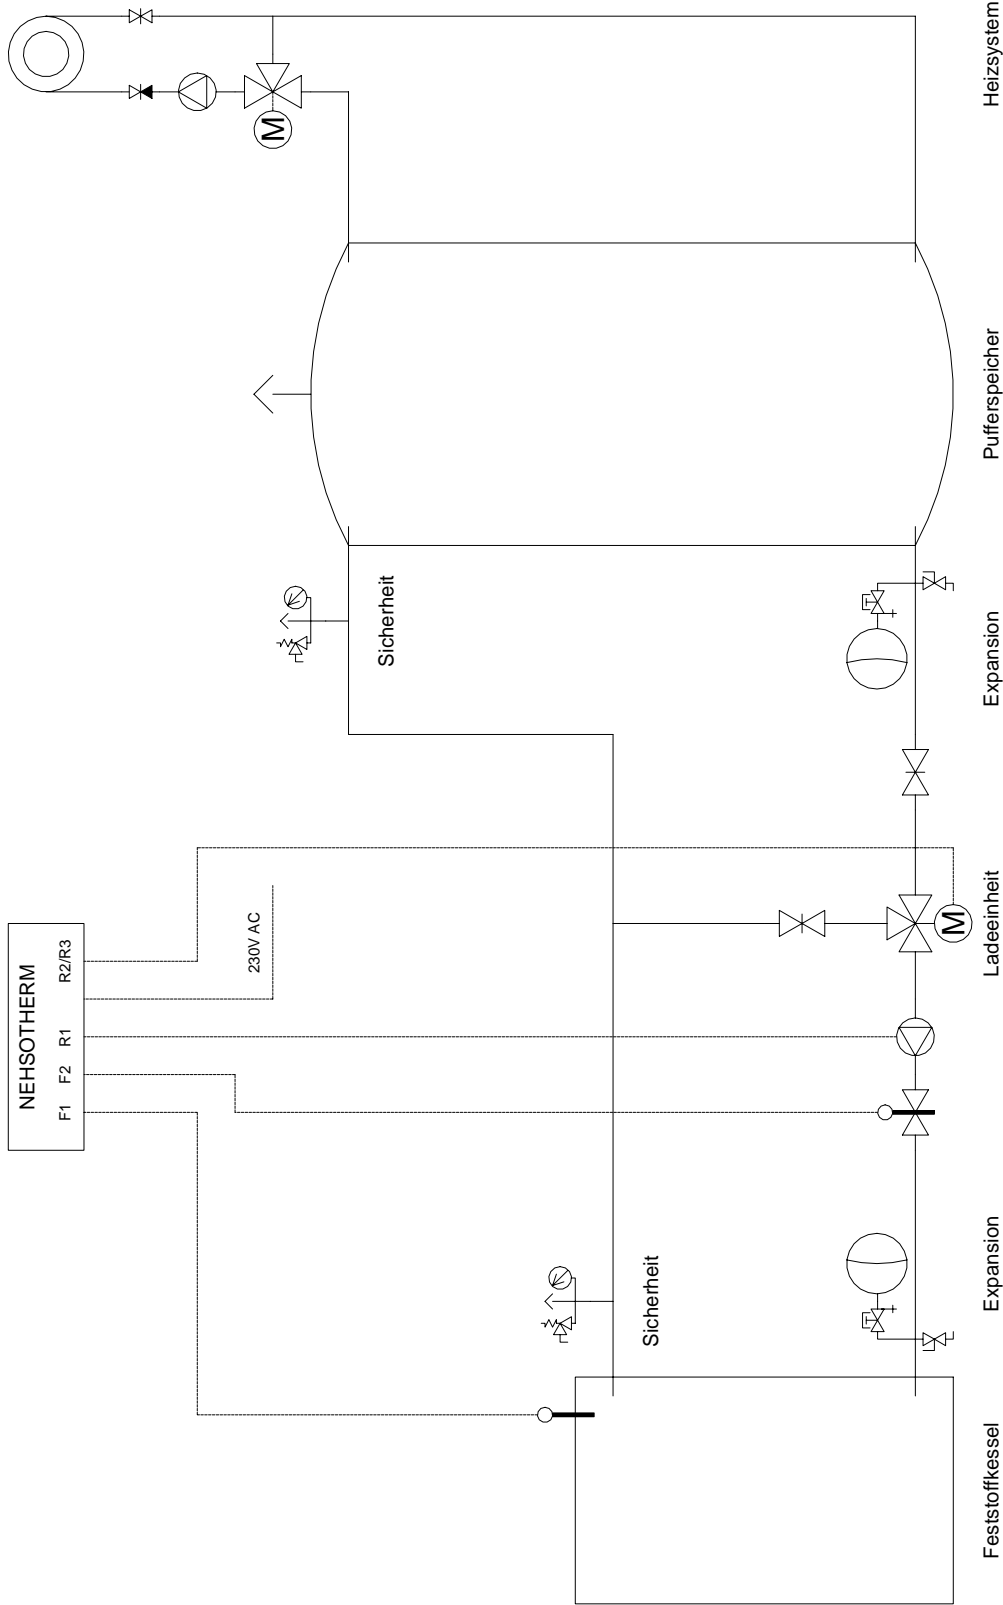 NEHSOTHERM
F1 F2 R1 R2/R3
230V AC
M
Sicherheit
Sicherheit
M
Feststoffkessel Expansion Ladeeinheit Expansion Pufferspeicher Heizsystem